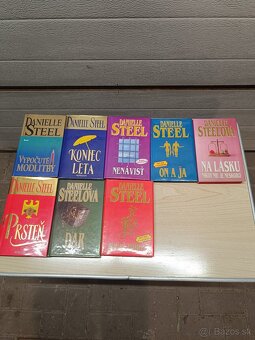 DANIELLE
STEEL
VYPOČUTÉ
MODLITBY
DANIELLE STEEL
KONIEC
LETA
DANIELLE
STEEL
NENÁVISŤ
DANIELLE
STEEL
ON A JA
DANIELLE
STEELOVÁ
NA LÁSKU
DANIELLE STEEL
PRSTEŇ
DANIELLE
STEELOVÁ
DAR
DANIELLE
STEEL
bazos.sk